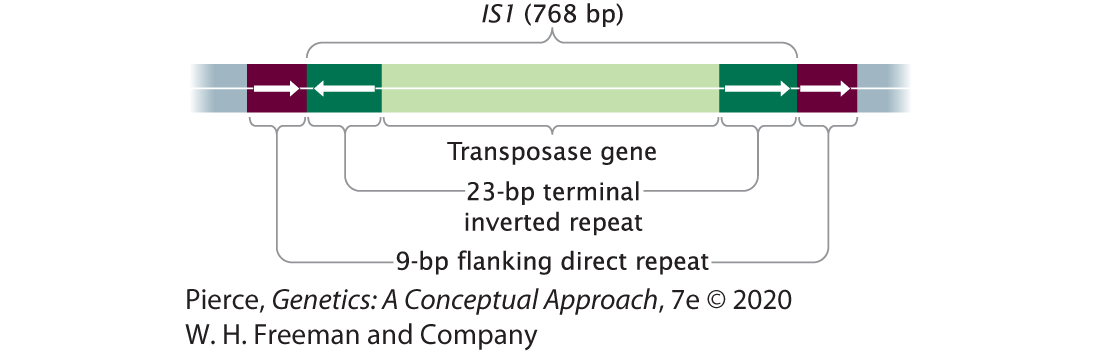 IS1 (768 bp)
Transposase gene
23-bp terminal
inverted repeat
9-bp flanking direct repeat
Pierce, Genetics: A Conceptual Approach, 7e © 2020
W. H. Freeman and Company